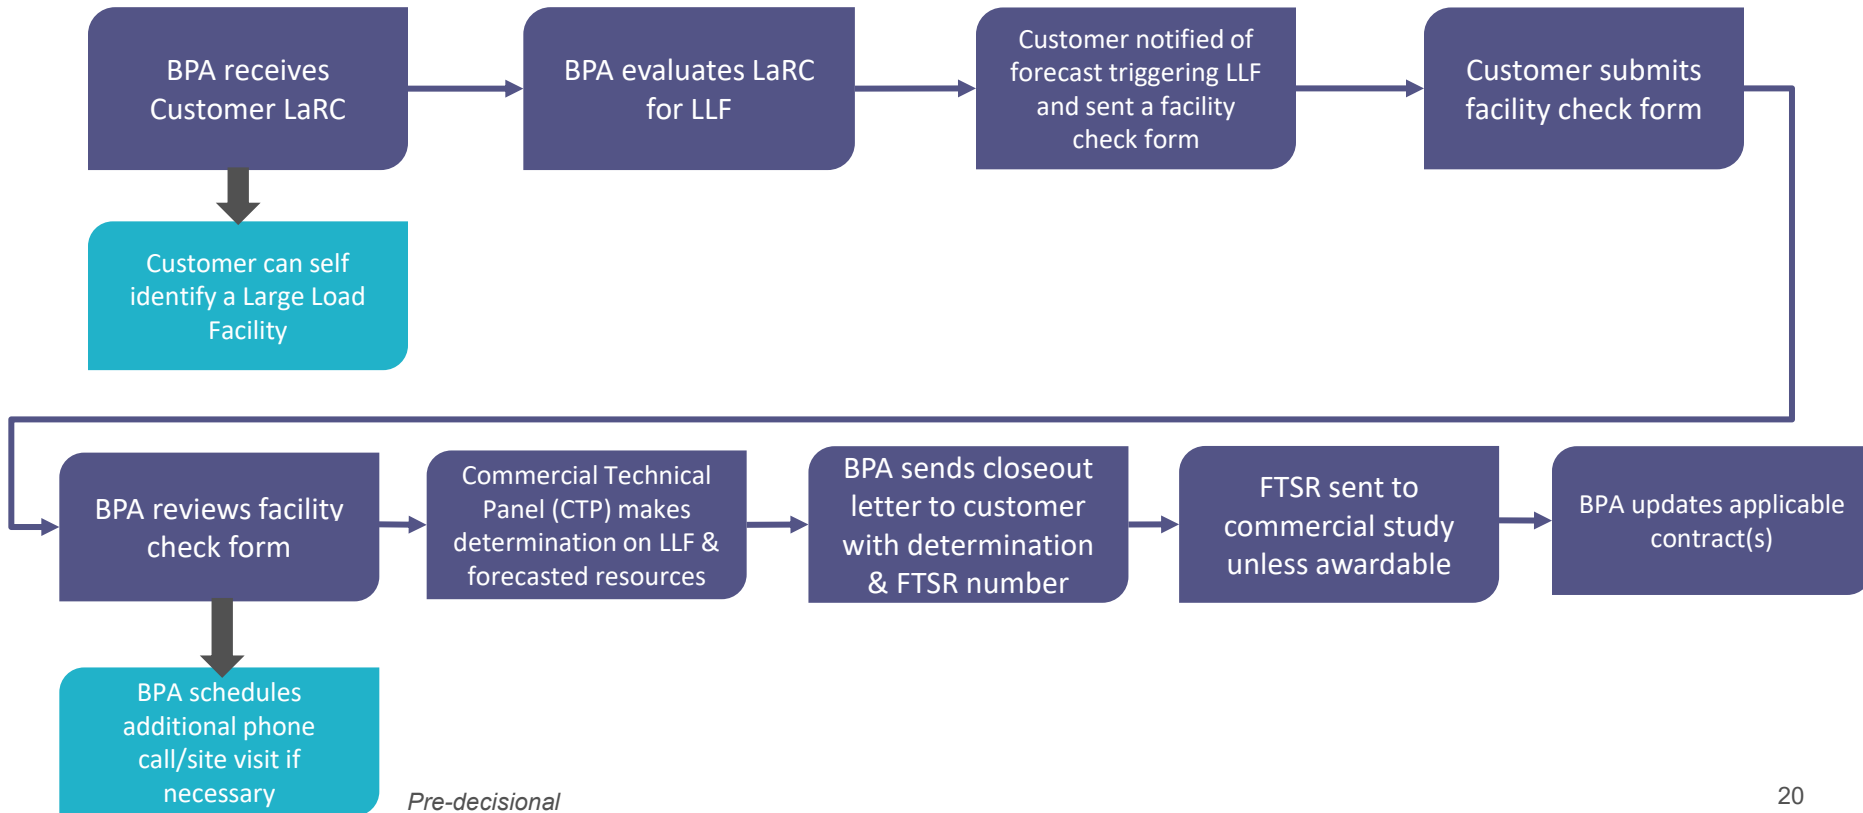 BPA receives
Customer LaRC
BPA evaluates LaRC
for LLF
Customer notified of
forecast triggering LLF
and sent a facility
check form
Customer submits
facility check form
Customer can self
identify a Large Load
Facility
BPA reviews facility
check form
Commercial Technical
Panel (CTP) makes
determination on LLF &
forecasted resources
BPA sends closeout
letter to customer
with determination
& FTSR number
FTSR sent to
commercial study
unless awardable
BPA updates applicable
contract(s)
BPA schedules
additional phone
call/site visit if
necessary
Pre-decisional
20